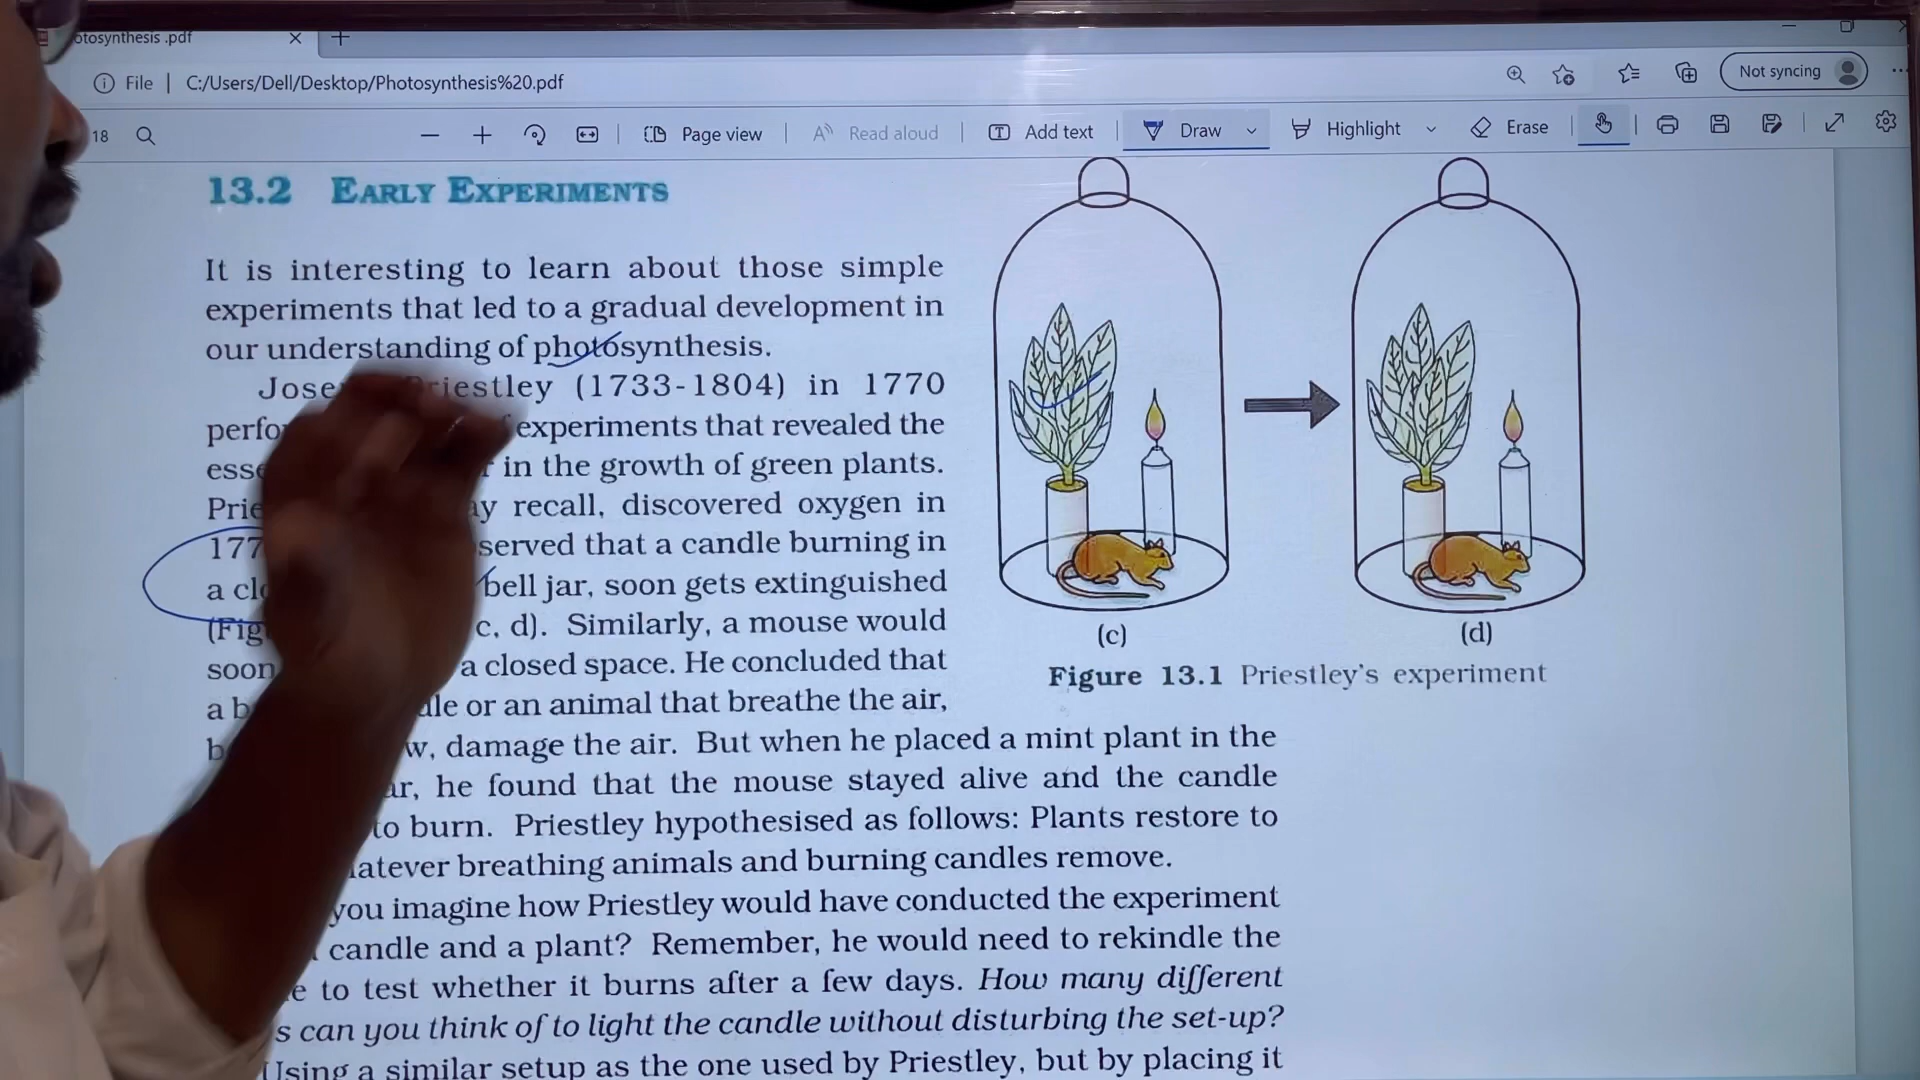 otosynthesis .pdf
File | C:/Users/Dell/Desktop/Photosynthesis%20.pdf
Not syncing
18
Page view
Read aloud
Add text
Draw
Highlight
Erase
13.2 EARLY EXPERIMENTS
It is interesting to learn about those simple
experiments that led to a gradual development in
our understanding of photosynthesis.
Jose riestley (1733-1804) in 1770
perfo experiments that revealed the
esse in the growth of green plants.
Prie ay recall, discovered oxygen in
177 served that a candle burning in
a clo bell jar, soon gets extinguished
(Fig c, d). Similarly, a mouse would
soon a closed space. He concluded that
a b dle or an animal that breathe the air,
b w, damage the air. But when he placed a mint plant in the
ar, he found that the mouse stayed alive and the candle
to burn. Priestley hypothesised as follows: Plants restore to
atever breathing animals and burning candles remove.
you imagine how Priestley would have conducted the experiment
candle and a plant? Remember, he would need to rekindle the
e to test whether it burns after a few days. How many different
s can you think of to light the candle without disturbing the set-up?
Using a similar setup as the one used by Priestley, but by placing it
(c)
(d)
Figure 13.1 Priestley's experiment